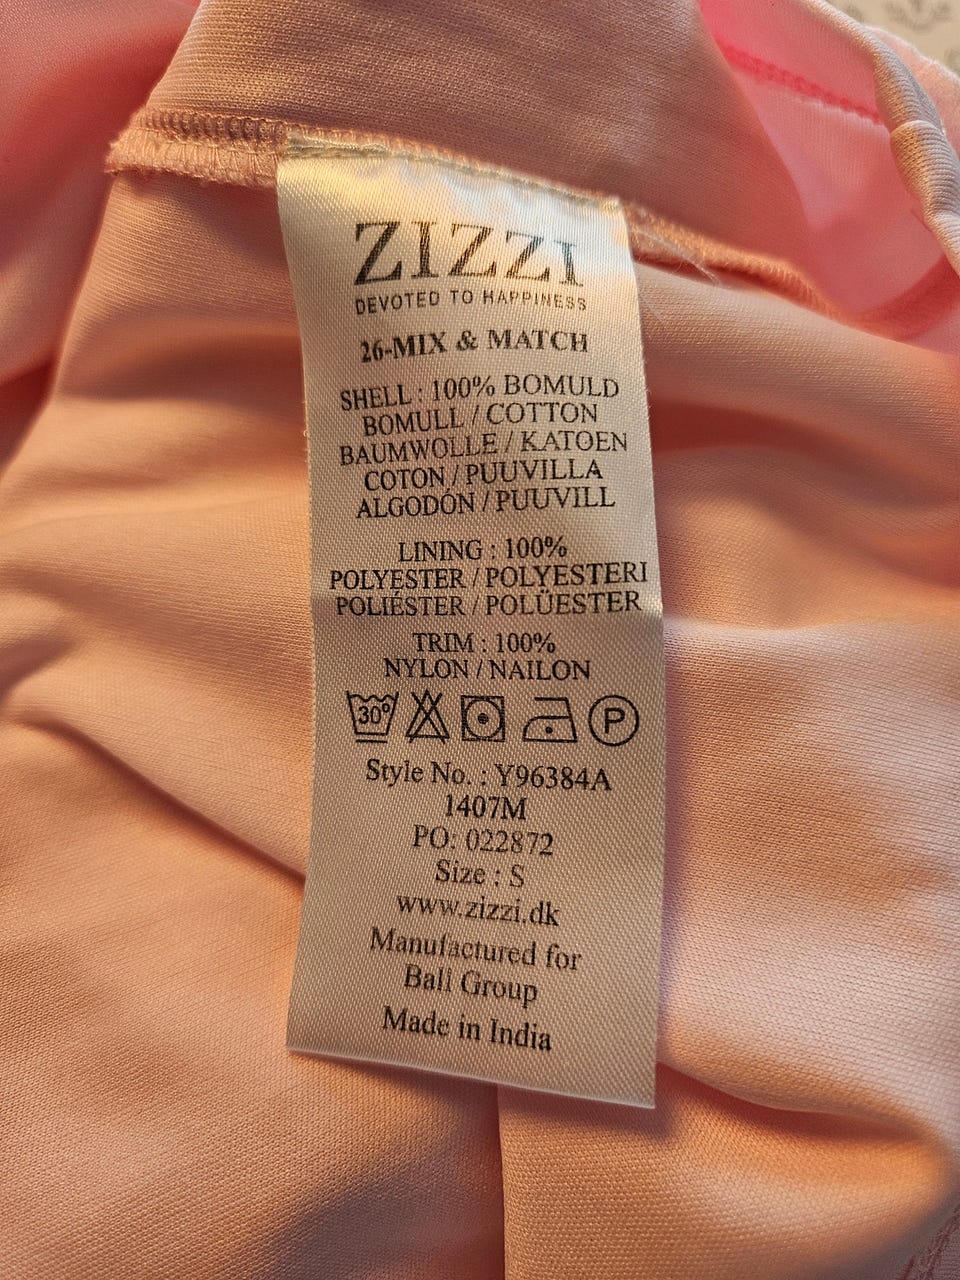 ZIZZI
DEVOTED TO HAPPINESS
26-MIX & MATCH
SHELL : 100% BOMULD
BOMULL / COTTON
BAUMWOLLE / KATOEN
COTON / PUUVILLA
ALGODÓN / PUUVILL
LINING : 100%
POLYESTER / POLYESTERI
POLIÉSTER / POLÜESTER
TRIM : 100%
NYLON / NAILON
30° P
Style No. : Y96384A
1407M
PO: 022872
Size : S
www.zizzi.dk
Manufactured for
Ball Group
Made in India